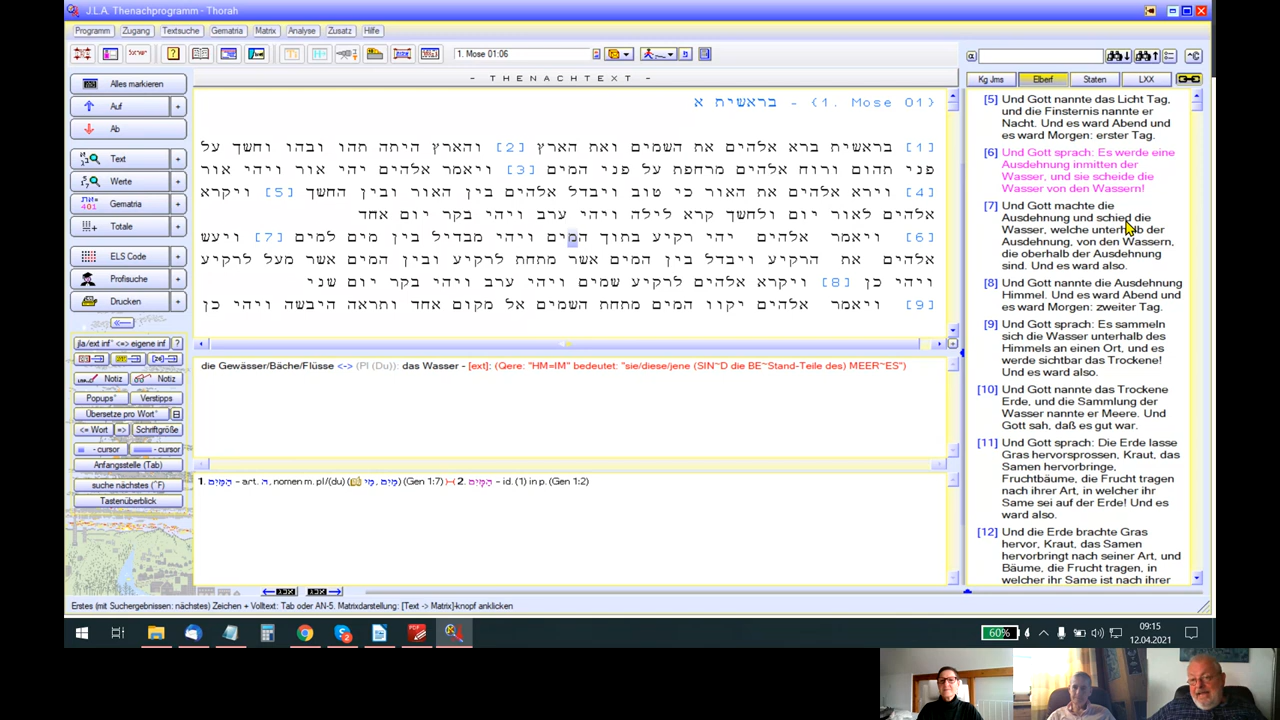 J.L.A. Thenachprogramm - Thorah
Programm Zugang Textsuche Gematria Matrix Analyse Zusatz Hilfe
1. Mose 01:06
- THENACHTEXT -
Alles markieren
Auf +
Ab
Text +
Werte +
Gematria +
Totale +
ELS Code
Profisuche +
Drucken +
jla/ext inf^ <=> eigene inf ?
Notiz Notiz
Popups^ Verstipps
Übersetze pro Wort^
<= Wort => Schriftgröße
- cursor - cursor
Anfangsstelle (Tab)
suche nächstes (^F)
Tastenüberblick
בראשית א - {1. Mose 01}
[1] בראשית ברא אלהים את השמים ואת הארץ [2] והארץ היתה תהו ובהו וחשך על
פני תהום ורוח אלהים מרחפת על פני המים [3] ויאמר אלהים יהי אור ויהי אור
[4] וירא אלהים את האור כי טוב ויבדל אלהים בין האור ובין החשך [5] ויקרא
אלהים לאור יום ולחשך קרא לילה ויהי ערב ויהי בקר יום אחד
[6] ויאמר אלהים יהי רקיע בתוך המים ויהי מבדיל בין מים למים [7] ויעש
אלהים את הרקיע ויבדל בין המים אשר מתחת לרקיע ובין המים אשר מעל לרקיע
ויהי כן [8] ויקרא אלהים לרקיע שמים ויהי ערב ויהי בקר יום שני
[9] ויאמר אלהים יקוו המים מתחת השמים אל מקום אחד ותראה היבשה ויהי כן
die Gewässer/Bäche/Flüsse <-> (Pl (Du): das Wasser - [ext]: (Qere: "HM=IM" bedeutet: "sie/diese/jene (SIN~D die BE~Stand-Teile des) MEER~ES")
1. הַמַּיִם – art. ה, nomen m. pl/(du) (מַיִם, מַי) (Gen 1:7) 2. הַמָּיִם – id. (1) in p. (Gen 1:2)
Kg Jms Elberf Staten LXX
[5] Und Gott nannte das Licht Tag,
und die Finsternis nannte er
Nacht. Und es ward Abend und
es ward Morgen: erster Tag.
[6] Und Gott sprach: Es werde eine
Ausdehnung inmitten der
Wasser, und sie scheide die
Wasser von den Wassern!
[7] Und Gott machte die
Ausdehnung und schied die
Wasser, welche unterhalb der
Ausdehnung, von den Wassern,
die oberhalb der Ausdehnung
sind. Und es ward also.
[8] Und Gott nannte die Ausdehnung
Himmel. Und es ward Abend und
es ward Morgen: zweiter Tag.
[9] Und Gott sprach: Es sammeln
sich die Wasser unterhalb des
Himmels an einen Ort, und es
werde sichtbar das Trockene!
Und es ward also.
[10] Und Gott nannte das Trockene
Erde, und die Sammlung der
Wasser nannte er Meere. Und
Gott sah, daß es gut war.
[11] Und Gott sprach: Die Erde lasse
Gras hervorsprossen, Kraut, das
Samen hervorbringe,
Fruchtbäume, die Frucht tragen
nach ihrer Art, in welcher ihr
Same sei auf der Erde! Und es
ward also.
[12] Und die Erde brachte Gras
hervor, Kraut, das Samen
hervorbringt nach seiner Art, und
Bäume, die Frucht tragen, in
welcher ihr Same ist nach ihrer
Erstes (mit Suchergebnissen: nächstes) Zeichen + Volltext: Tab oder AN-5. Matrixdarstellung: [Text -> Matrix]-knopf anklicken
60%
09:15
12.04.2021